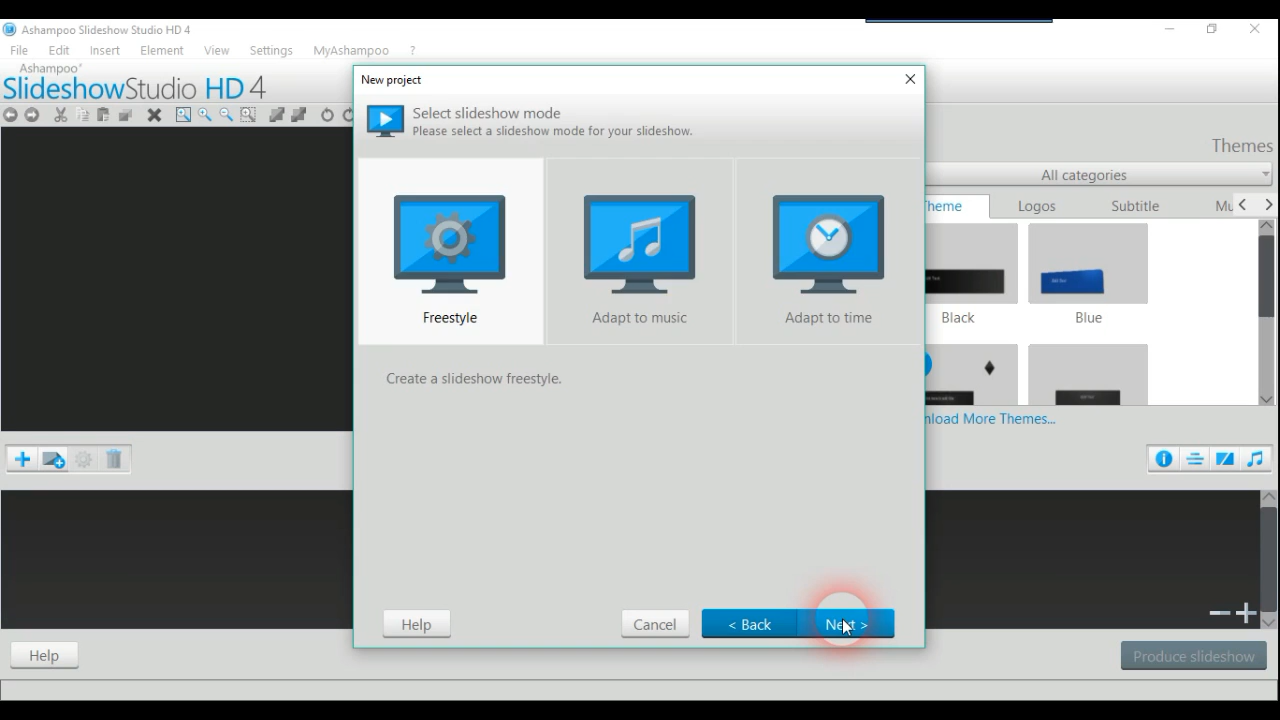 Ashampoo Slideshow Studio HD 4
File Edit Insert Element View Settings MyAshampoo ?
Ashampoo®
SlideshowStudio HD 4
New project
Select slideshow mode
Please select a slideshow mode for your slideshow.
Freestyle
Adapt to music
Adapt to time
Create a slideshow freestyle.
Help
Cancel
< Back
Next >
Themes
All categories
Logos
Subtitle
Black
Blue
More Themes...
Help
Produce slideshow